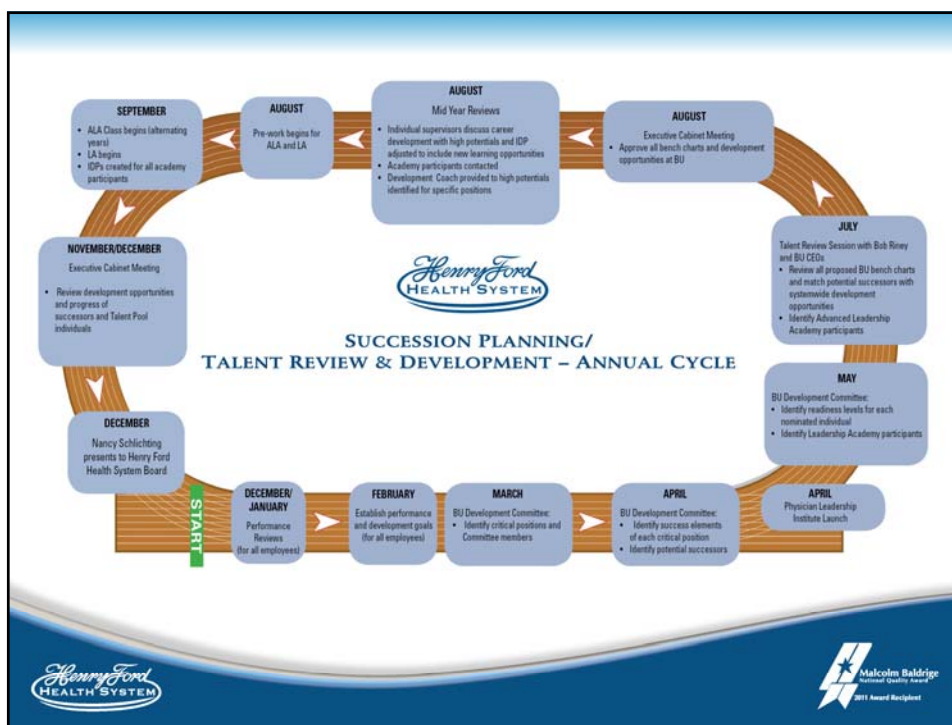 SEPTEMBER
• ALA Class begins (alternating
years)
• LA begins
• IDPs created for all academy
participants
AUGUST
Pre-work begins for
ALA and LA
AUGUST
Mid Year Reviews
• Individual supervisors discuss career
development with high potentials and IDP
adjusted to include new learning opportunities
• Academy participants contacted
• Development Coach provided to high potentials
identified for specific positions
AUGUST
Executive Cabinet Meeting
• Approve all bench charts and development
opportunities at BU
NOVEMBER/DECEMBER
Executive Cabinet Meeting
• Review development opportunities
and progress of
successors and Talent Pool
individuals
Henry Ford
HEALTH SYSTEM
SUCCESSION PLANNING/
TALENT REVIEW & DEVELOPMENT – ANNUAL CYCLE
JULY
Talent Review Session with Bob Riney
and BU CEOs
• Review all proposed BU bench charts and
match potential successors with
systemwide development
opportunities
• Identify Advanced Leadership
Academy participants
MAY
BU Development Committee:
• Identify readiness levels for each
nominated individual
• Identify Leadership Academy participants
DECEMBER
Nancy Schlichting
presents to Henry Ford
Health System Board
START
DECEMBER/
JANUARY
Performance
Reviews
(for all employees)
FEBRUARY
Establish performance
and development goals
(for all employees)
MARCH
BU Development Committee:
• Identify critical positions and
Committee members
APRIL
BU Development Committee:
• Identify success elements
of each critical position
• Identify potential successors
APRIL
Physician Leadership
Institute Launch
Henry Ford
HEALTH SYSTEM
Malcolm Baldrige
National Quality Award
2011 Award Recipient